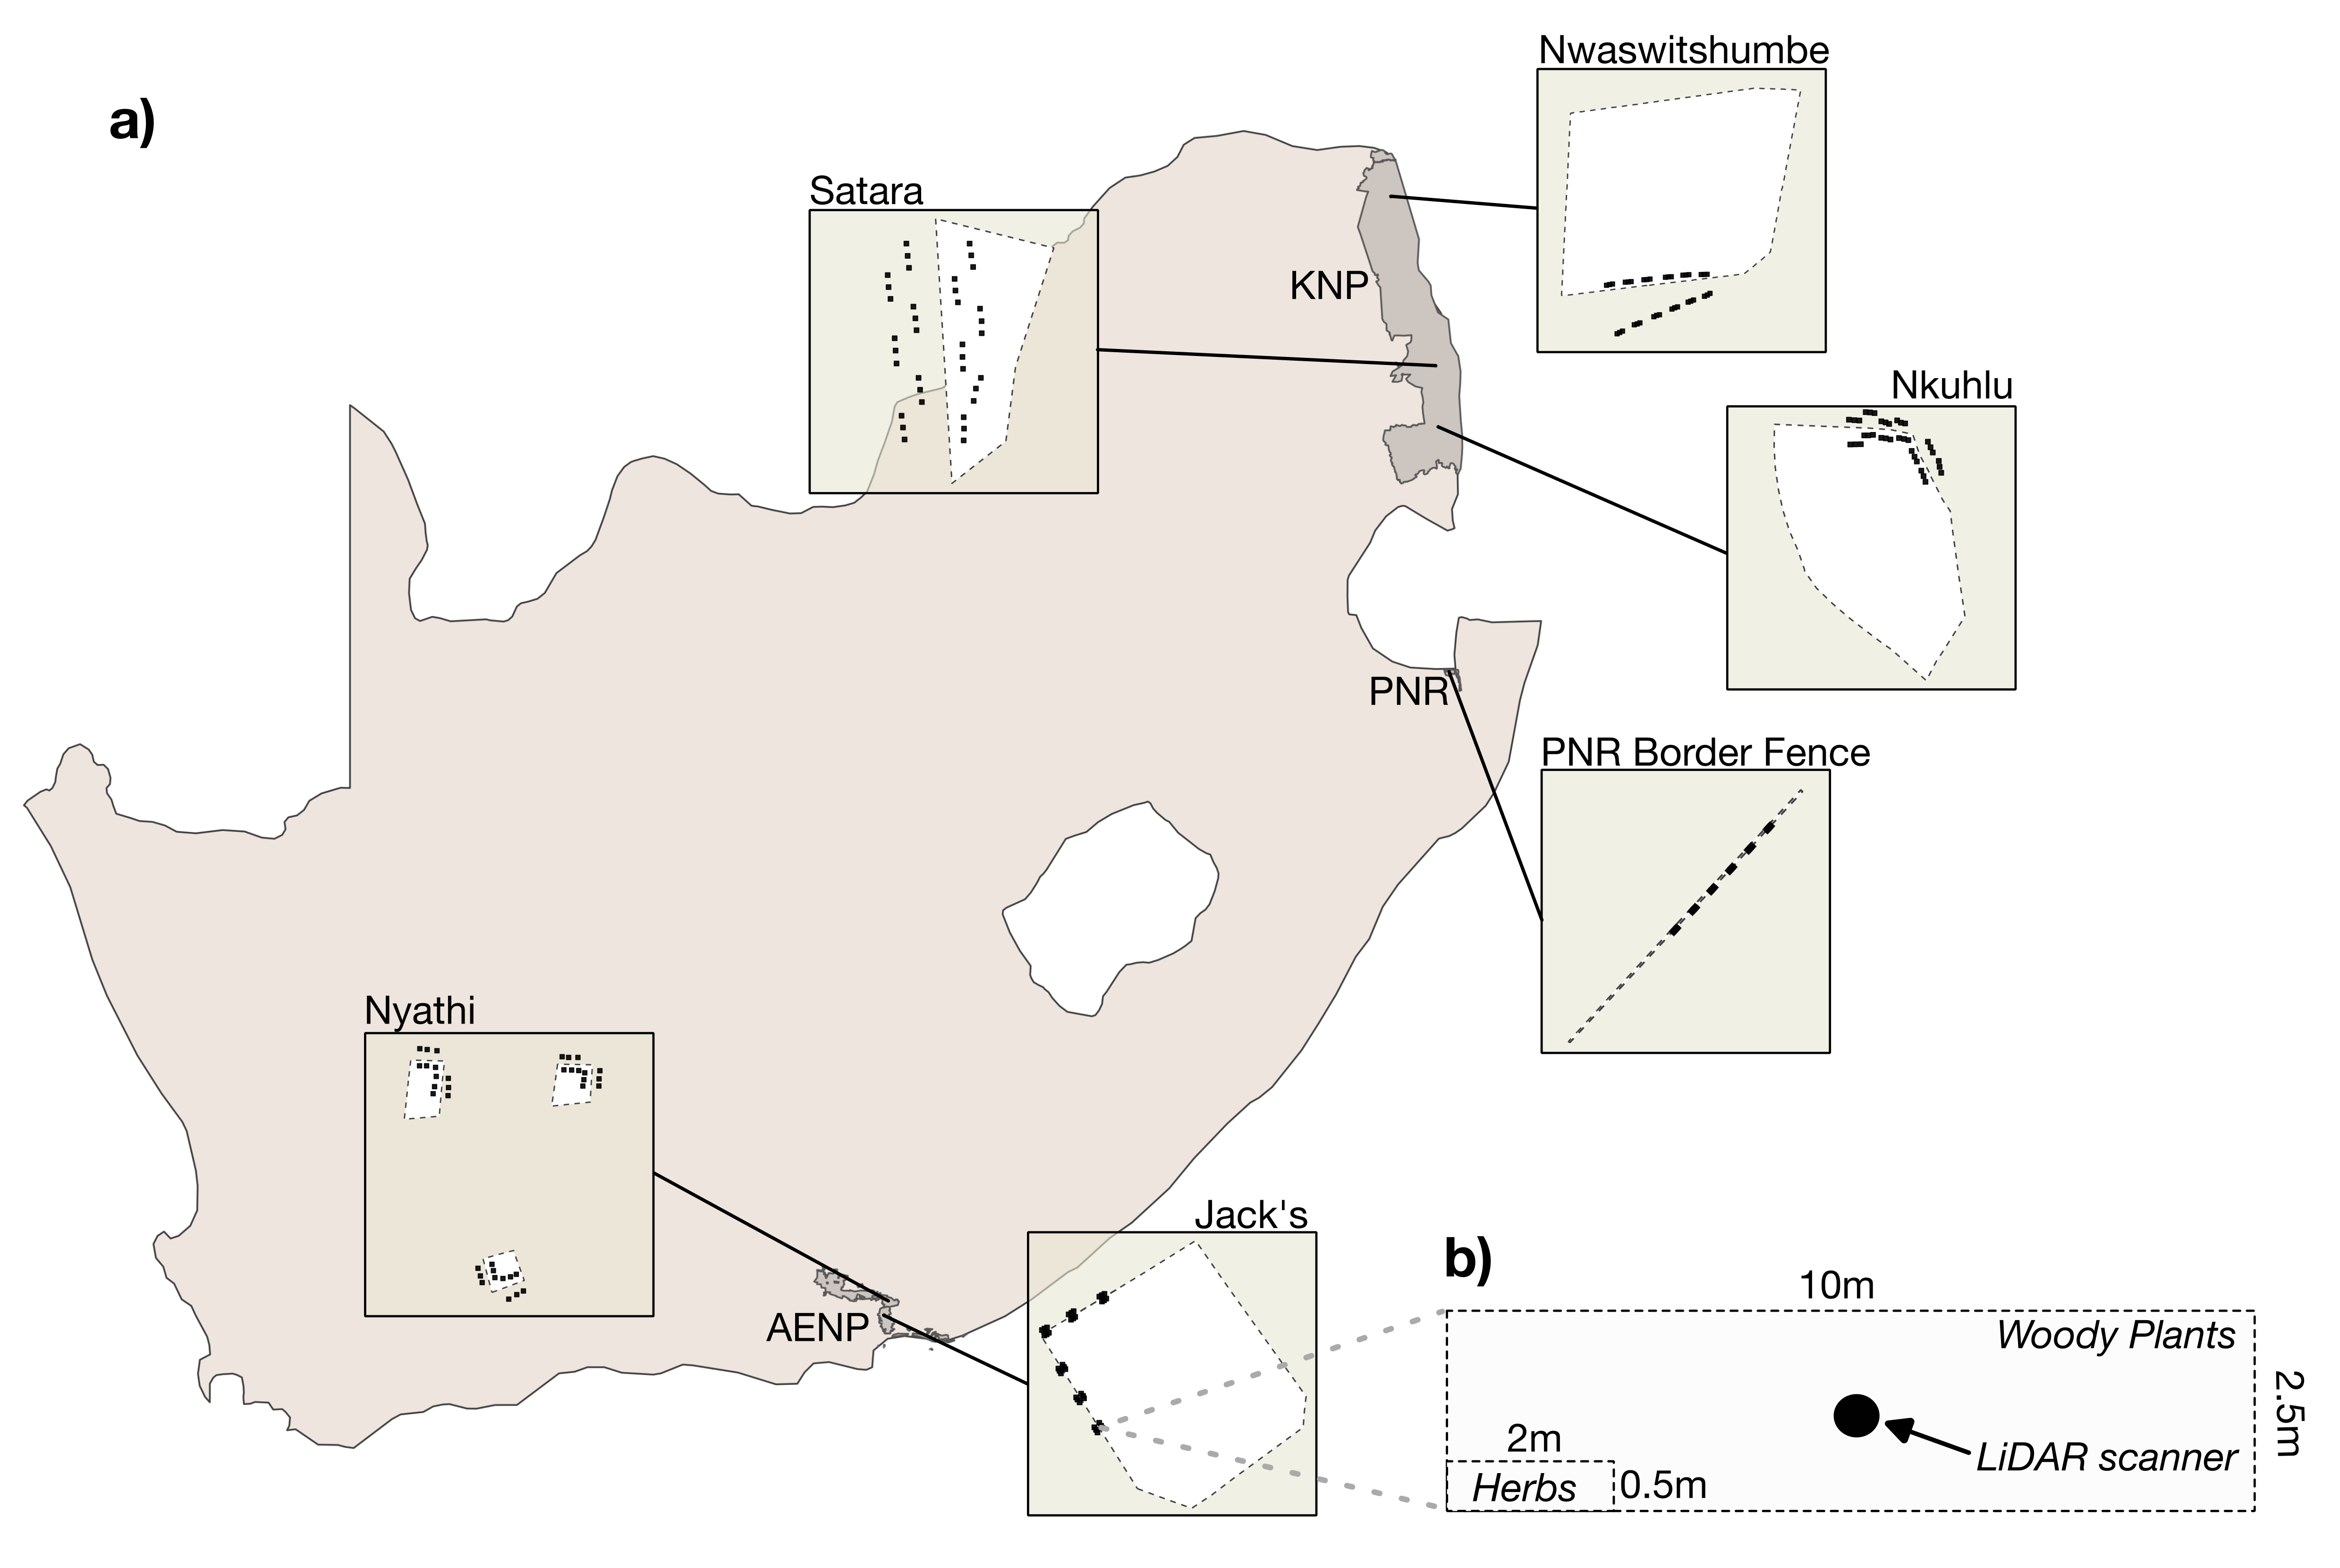 a)
Nwaswitshumbe
Satara
KNP
Nkuhlu
PNR
PNR Border Fence
Nyathi
Jack's
AENP
b)
10m
Woody Plants
2.5m
2m
LiDAR scanner
Herbs
0.5m